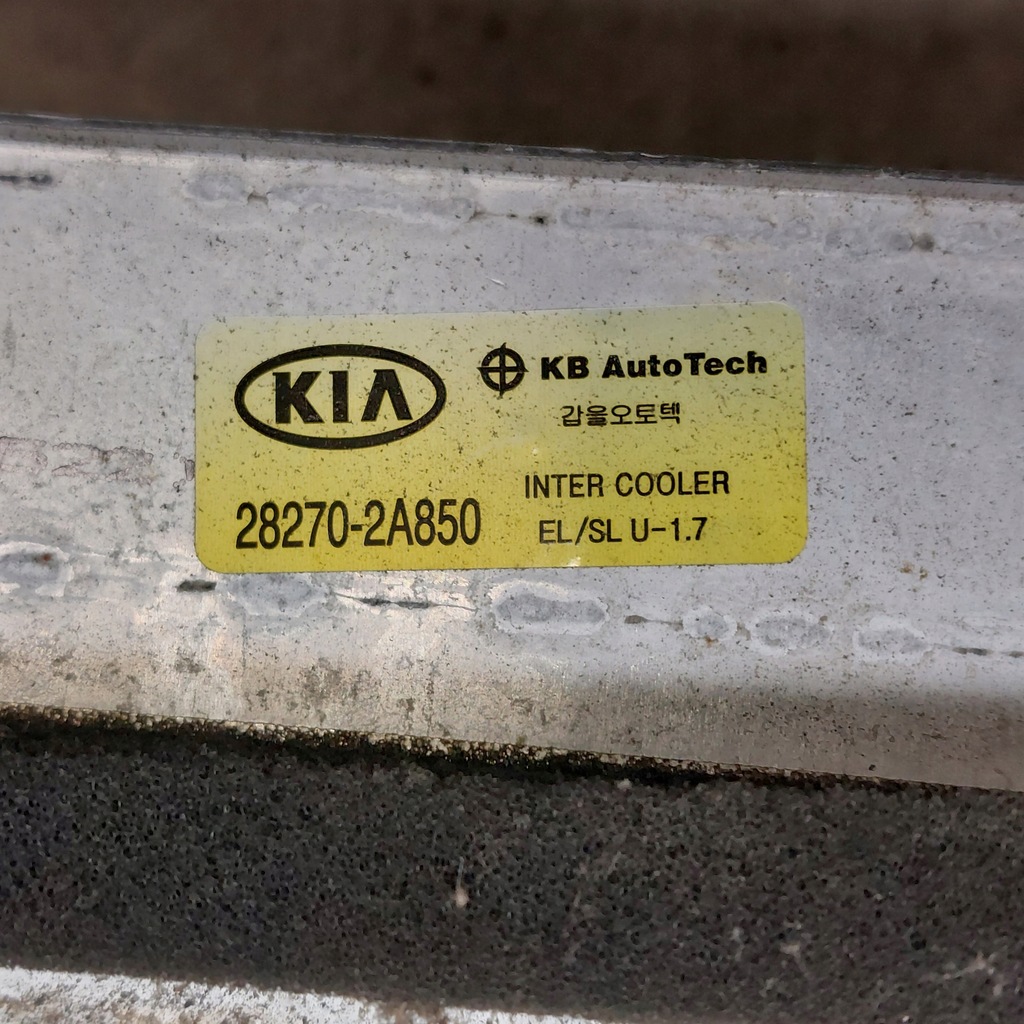 KIA
KB AutoTech
갑을오토텍
28270-2A850
INTER COOLER
EL/SL U-1.7